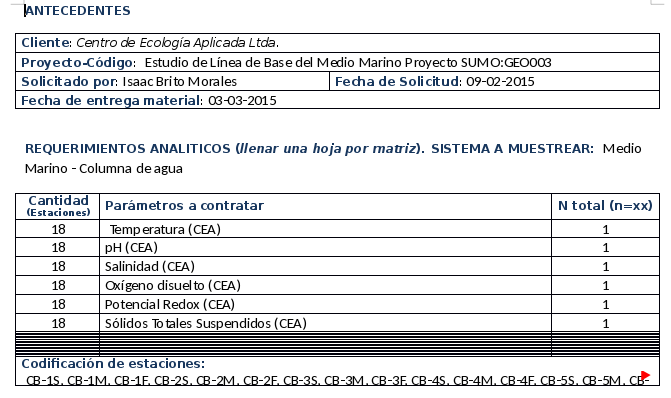 ANTECEDENTES
Cliente: Centro de Ecología Aplicada Ltda.
Proyecto-Código: Estudio de Línea de Base del Medio Marino Proyecto SUMO:GEO003
Solicitado por: Isaac Brito Morales Fecha de Solicitud: 09-02-2015
Fecha de entrega material: 03-03-2015
REQUERIMIENTOS ANALITICOS (llenar una hoja por matriz). SISTEMA A MUESTREAR: Medio
Marino - Columna de agua
Cantidad (Estaciones) Parámetros a contratar N total (n=xx)
18 Temperatura (CEA) 1
18 pH (CEA) 1
18 Salinidad (CEA) 1
18 Oxígeno disuelto (CEA) 1
18 Potencial Redox (CEA) 1
18 Sólidos Totales Suspendidos (CEA) 1
Codificación de estaciones:
CB-1S, CB-1M, CB-1F, CB-2S, CB-2M, CB-2F, CB-3S, CB-3M, CB-3F, CB-4S, CB-4M, CB-4F, CB-5S, CB-5M, CB-